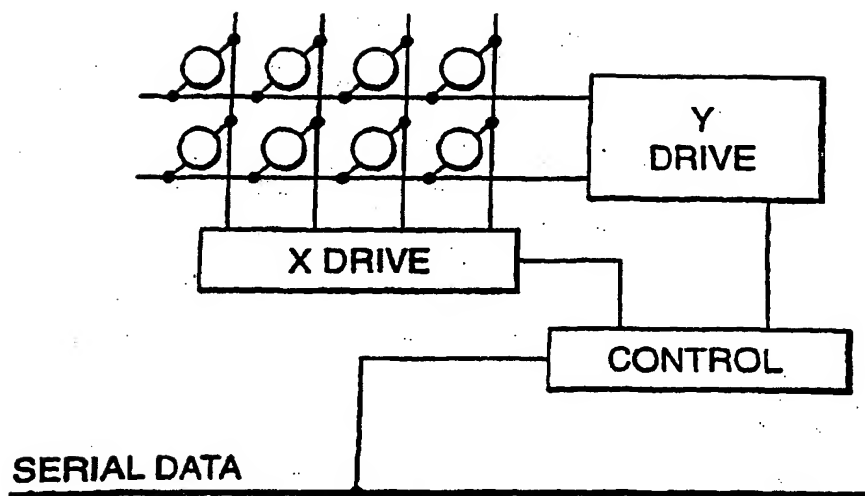 Y
DRIVE
X DRIVE
CONTROL
SERIAL DATA